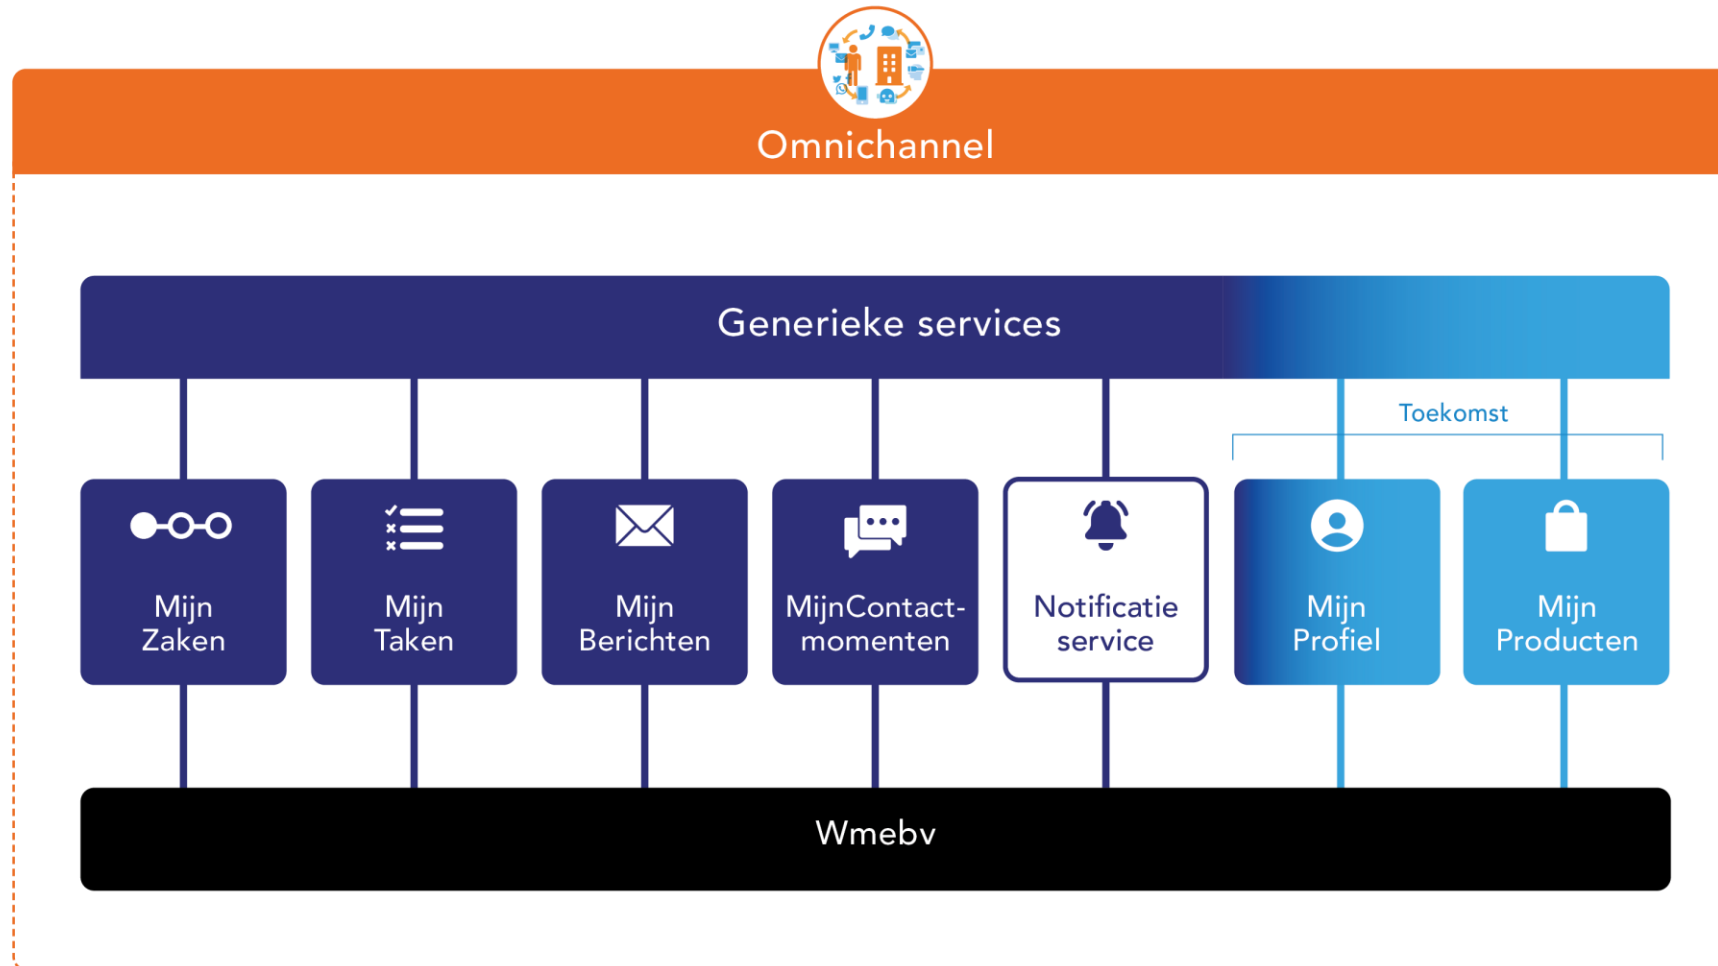 Omnichannel
Generieke services
Toekomst
Mijn
Zaken
Mijn
Taken
Mijn
Berichten
MijnContact-
momenten
Notificatie
service
Mijn
Profiel
Mijn
Producten
Wmebv